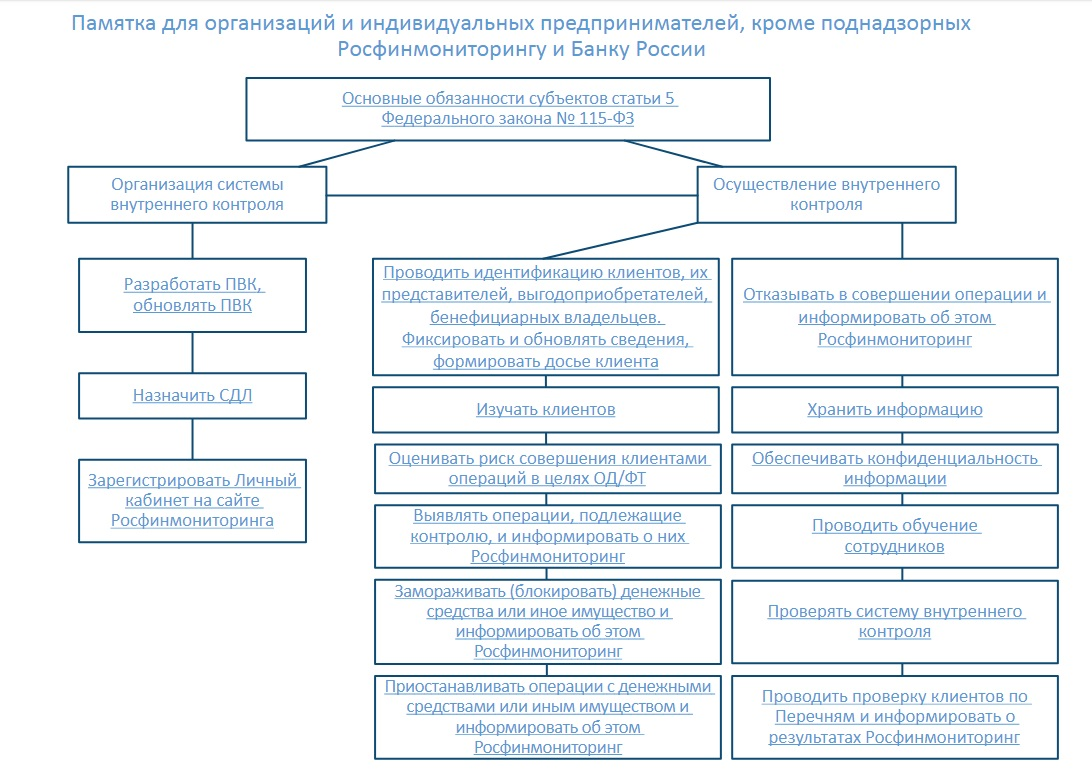 Памятка для организаций и индивидуальных предпринимателей, кроме поднадзорных
Росфинмониторингу и Банку России
Основные обязанности субъектов статьи 5
Федерального закона № 115-ФЗ
Организация системы
внутреннего контроля
Осуществление внутреннего
контроля
Разработать ПВК,
обновлять ПВК
Назначить СДЛ
Зарегистрировать Личный
кабинет на сайте
Росфинмониторинга
Проводить идентификацию клиентов, их
представителей, выгодоприобретателей,
бенефициарных владельцев.
Фиксировать и обновлять сведения,
формировать досье клиента
Изучать клиентов
Оценивать риск совершения клиентами
операций в целях ОД/ФТ
Выявлять операции, подлежащие
контролю, и информировать о них
Росфинмониторинг
Замораживать (блокировать) денежные
средства или иное имущество и
информировать об этом
Росфинмониторинг
Приостанавливать операции с денежными
средствами или иным имуществом и
информировать об этом
Росфинмониторинг
Отказывать в совершении операции и
информировать об этом
Росфинмониторинг
Хранить информацию
Обеспечивать конфиденциальность
информации
Проводить обучение
сотрудников
Проверять систему внутреннего
контроля
Проводить проверку клиентов по
Перечням и информировать о
результатах Росфинмониторинг